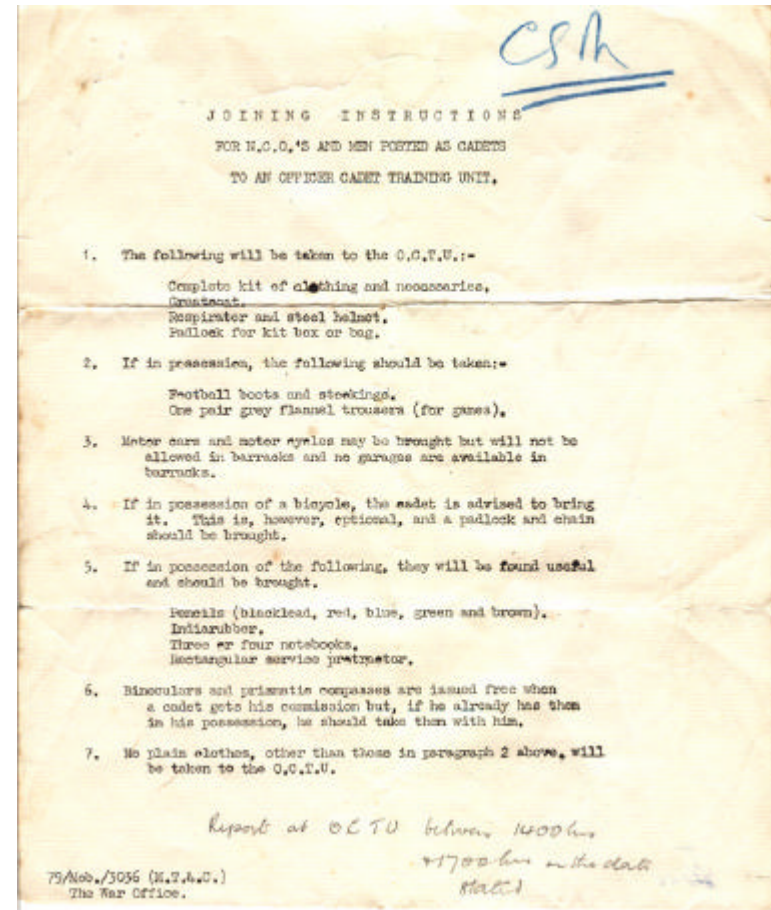 CSM
JOINING INSTRUCTIONS
FOR N.C.O.'S AND MEN POSTED AS CADETS
TO AN OFFICER CADET TRAINING UNIT.
1. The following will be taken to the O.C.T.U.:-
Complete kit of clothing and necessaries.
Greatcoat.
Respirator and steel helmet.
Padlock for kit box or bag.
2. If in possession, the following should be taken:-
Football boots and stockings.
One pair grey flannel trousers (for games).
3. Motor cars and motor cycles may be brought but will not be
allowed in barracks and no garages are available in
barracks.
4. If in possession of a bicycle, the cadet is advised to bring
it. This is, however, optional, and a padlock and chain
should be brought.
5. If in possession of the following, they will be found useful
and should be brought.
Pencils (blacklead, red, blue, green and brown).
Indiarubber.
Three or four notebooks.
Rectangular service protractor.
6. Binoculars and prismatic compasses are issued free when
a cadet gets his commission but, if he already has them
in his possession, he should take them with him.
7. No plain clothes, other than those in paragraph 2 above, will
be taken to the O.C.T.U.
Report at OCTU between 1400 hrs
+ 1700 hrs on the date
stated
79/Mob./3036 (M.T.4.C.)
The War Office.